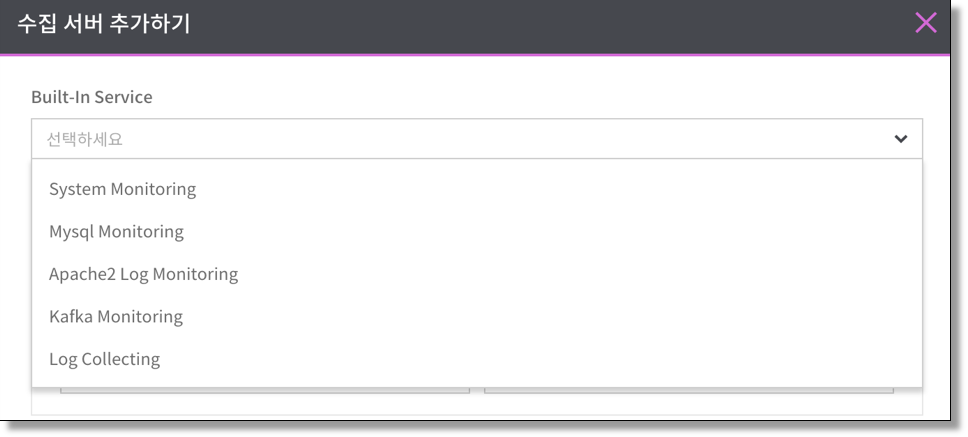 수집 서버 추가하기
Built-In Service
선택하세요
System Monitoring
Mysql Monitoring
Apache2 Log Monitoring
Kafka Monitoring
Log Collecting